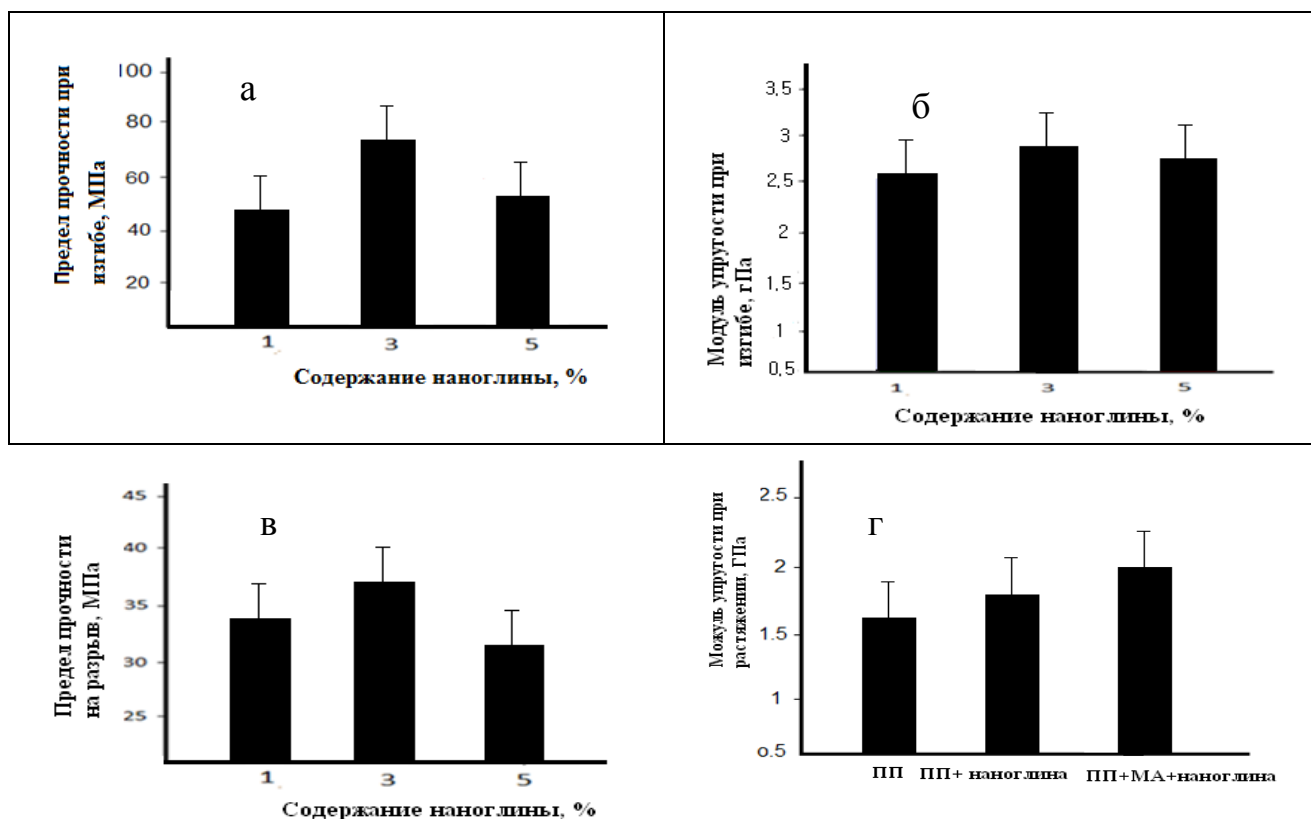 Предел прочности при
изгибе, МПа
100
80
60
40
20
а
1
3
5
Содержание наноглины, %
Модуль упругости при
изгибе, гПа
3,5
3
2,5
2
1,5
1
0,5
б
1
3
5
Содержание наноглины, %
Предел прочности
на разрыв, МПа
45
40
35
30
25
в
1
3
5
Содержание наноглины, %
Можуль упругости при
растяжении, ГПа
2.5
2
1.5
1
0.5
г
ПП
ПП+ наноглина
ПП+МА+наноглина